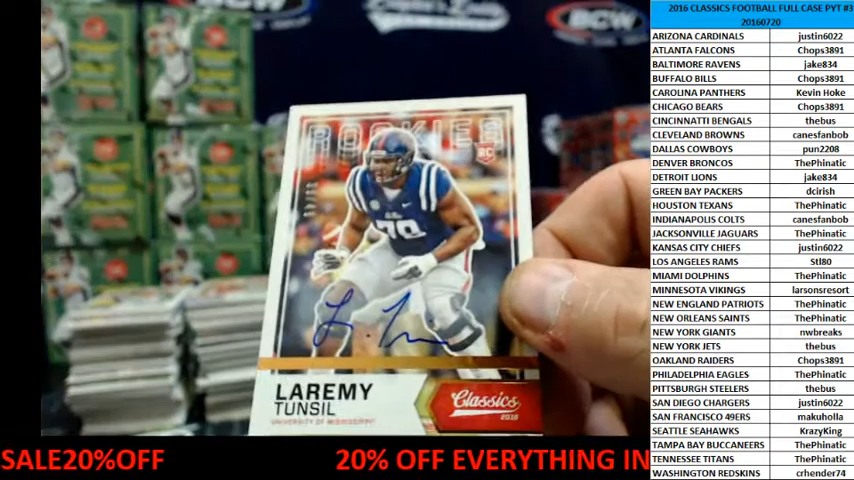 2016 CLASSICS FOOTBALL FULL CASE PYT #3
20160720
ARIZONA CARDINALS justin6022
ATLANTA FALCONS Chops3891
BALTIMORE RAVENS jake834
BUFFALO BILLS Chops3891
CAROLINA PANTHERS Kevin Hoke
CHICAGO BEARS Chops3891
CINCINNATI BENGALS thebus
CLEVELAND BROWNS canesfanbob
DALLAS COWBOYS pun2208
DENVER BRONCOS ThePhinatic
DETROIT LIONS jake834
GREEN BAY PACKERS dcirish
HOUSTON TEXANS ThePhinatic
INDIANAPOLIS COLTS canesfanbob
JACKSONVILLE JAGUARS ThePhinatic
KANSAS CITY CHIEFS justin6022
LOS ANGELES RAMS Stl80
MIAMI DOLPHINS ThePhinatic
MINNESOTA VIKINGS larsonsresort
NEW ENGLAND PATRIOTS ThePhinatic
NEW ORLEANS SAINTS ThePhinatic
NEW YORK GIANTS nwbreaks
NEW YORK JETS thebus
OAKLAND RAIDERS Chops3891
PHILADELPHIA EAGLES ThePhinatic
PITTSBURGH STEELERS thebus
SAN DIEGO CHARGERS justin6022
SAN FRANCISCO 49ERS makuholla
SEATTLE SEAHAWKS KrazyKing
TAMPA BAY BUCCANEERS ThePhinatic
TENNESSEE TITANS ThePhinatic
WASHINGTON REDSKINS crhender74
BCW
ROOKIES
RC
LAREMY
TUNSIL
UNIVERSITY OF MISSISSIPPI
Classics
2016
SALE20%OFF 20% OFF EVERYTHING IN